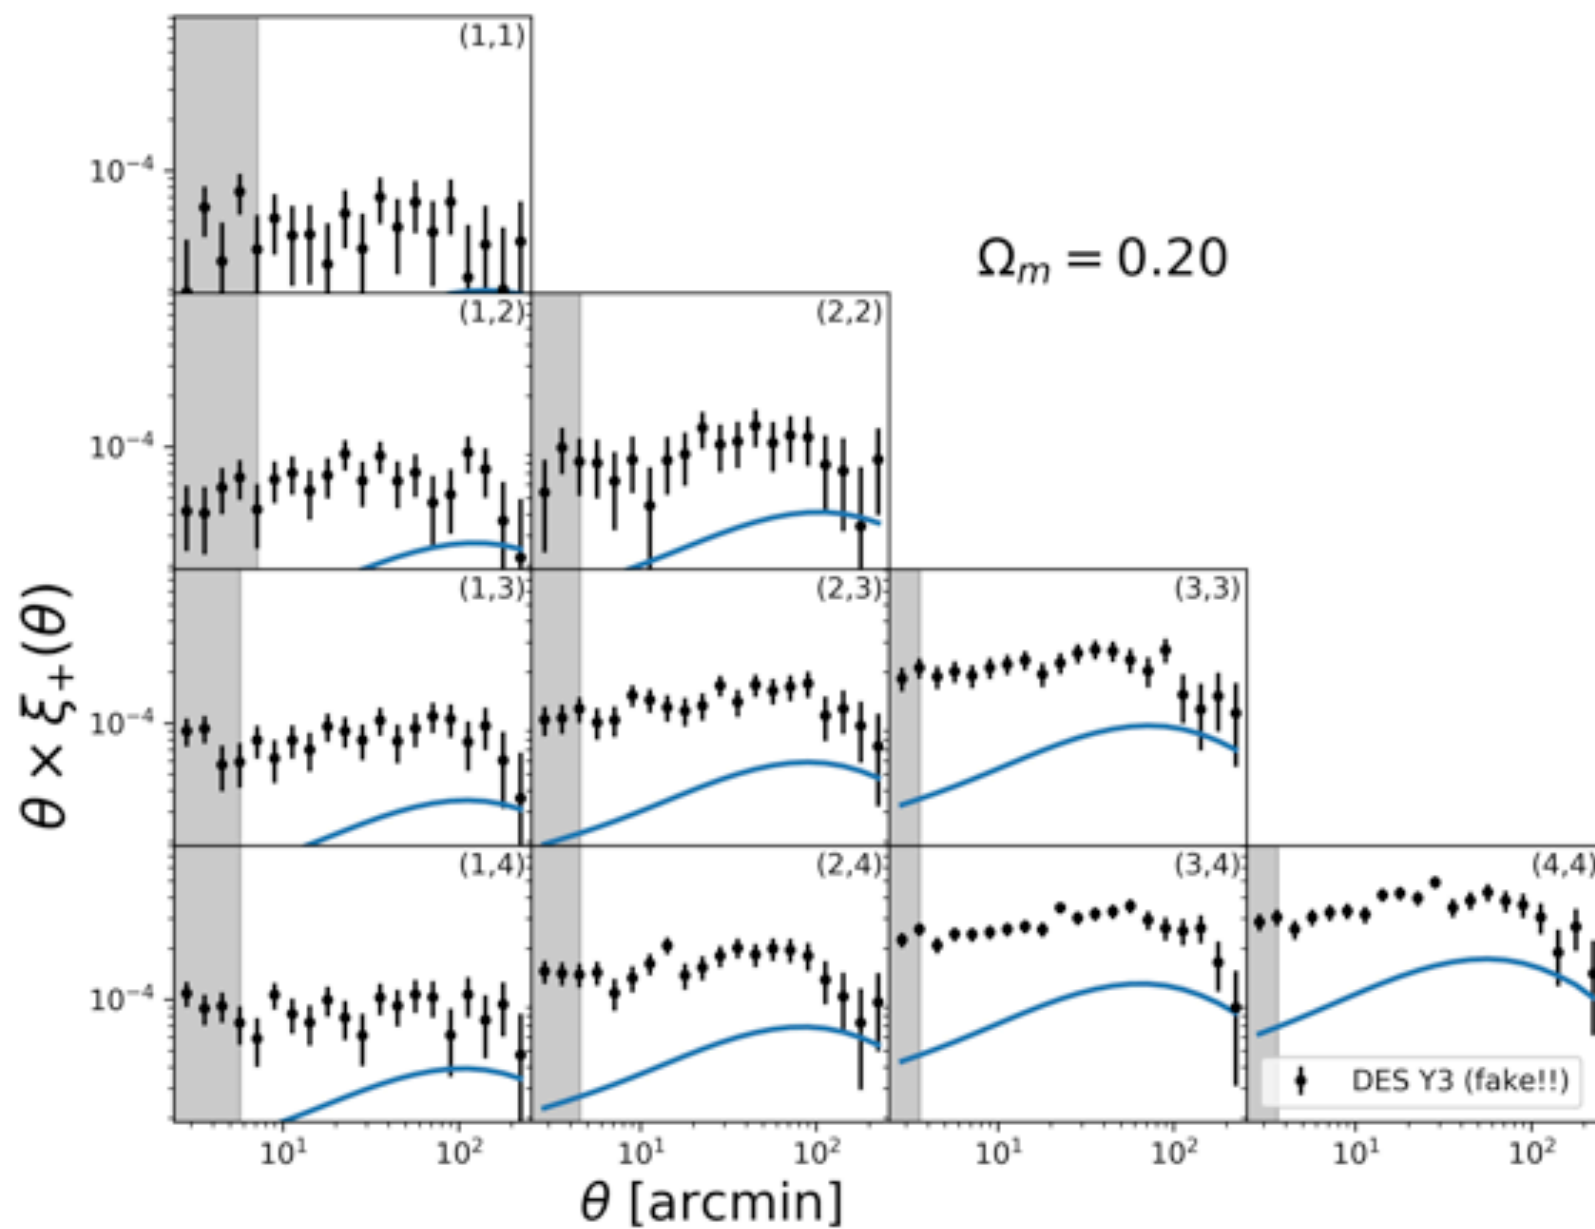 (1,1)
10⁻⁴
Ωₘ = 0.20
(1,2)
(2,2)
10⁻⁴
(1,3)
(2,3)
(3,3)
10⁻⁴
θ × ξ₊(θ)
(1,4)
(2,4)
(3,4)
(4,4)
10⁻⁴
DES Y3 (fake!!)
10¹ 10² 10¹ 10² 10¹ 10² 10¹ 10²
θ [arcmin]